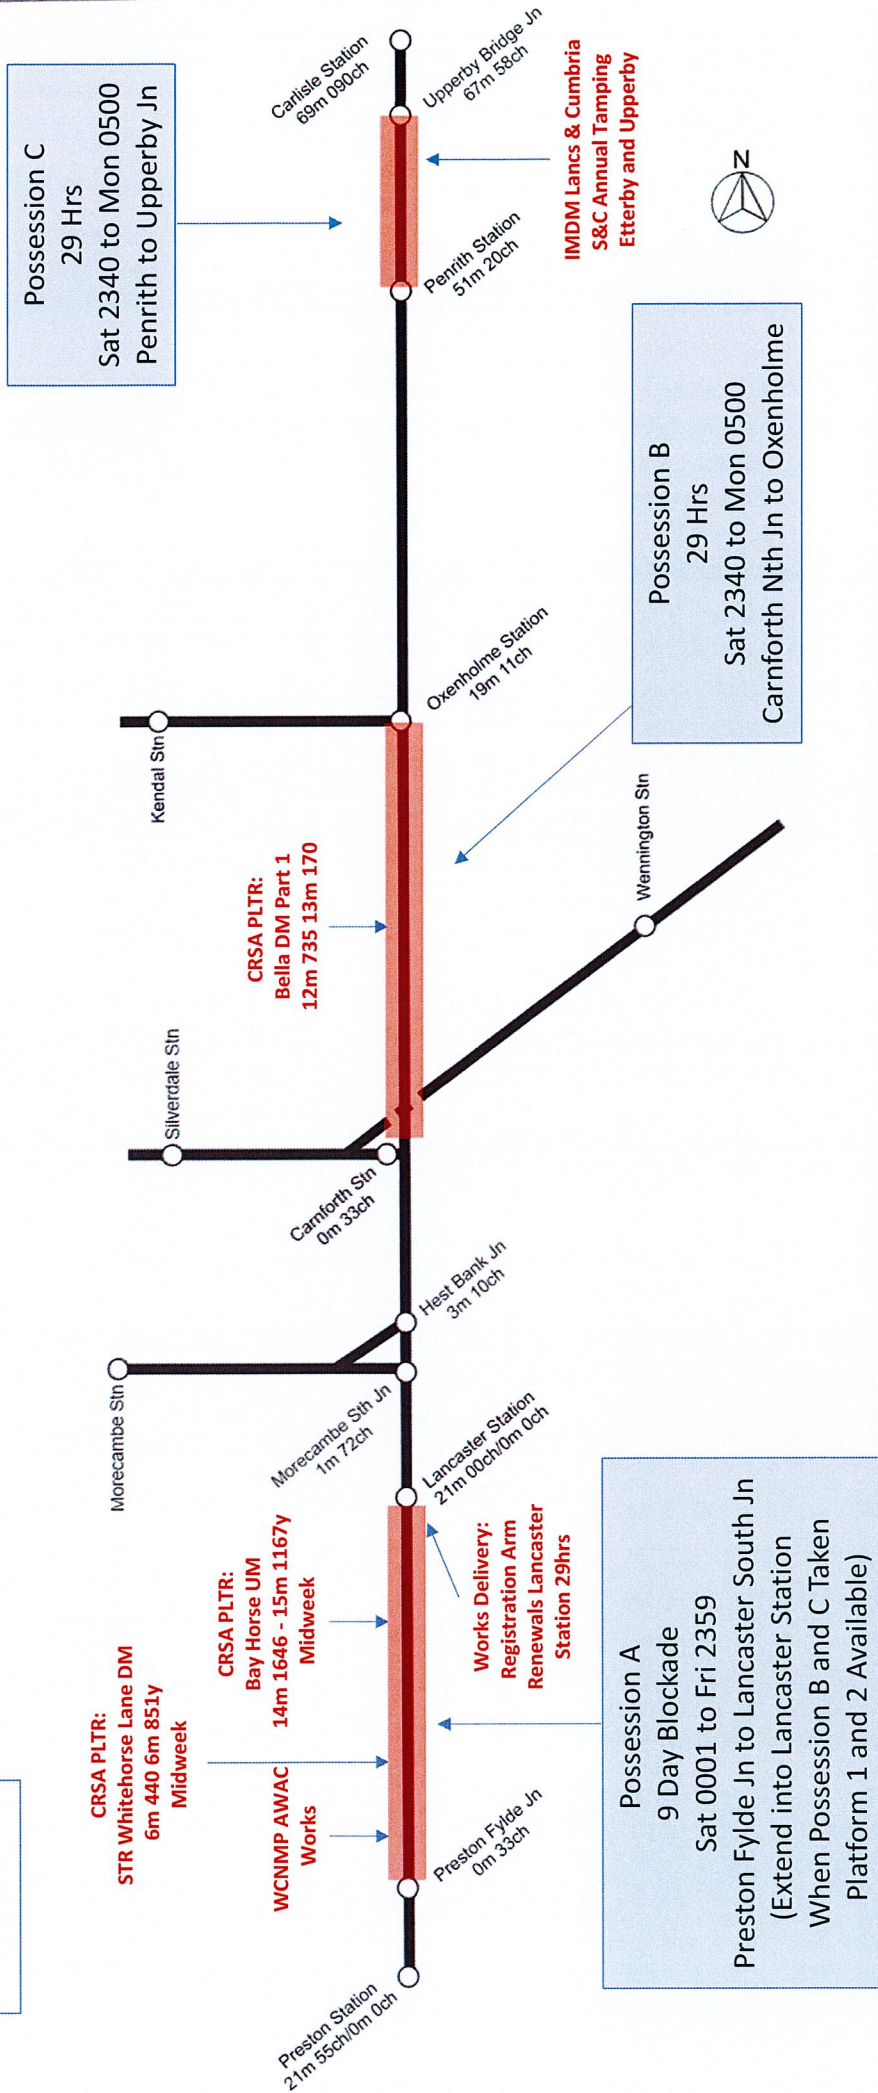 CRSA PLTR:
STR Whitehorse Lane DM
6m 440 6m 851y
Midweek
WCNMP AWAC
Works
CRSA PLTR:
Bay Horse UM
14m 1646 - 15m 1167y
Midweek
CRSA PLTR:
Bella DM Part 1
12m 735 13m 170
Possession C
29 Hrs
Sat 2340 to Mon 0500
Penrith to Upperby Jn
Morecambe Stn
Silverdale Stn
Kendal Stn
Preston Station
21m 55ch/0m 0ch
Preston Fylde Jn
0m 33ch
Lancaster Station
21m 00ch/0m 0ch
Morecambe Sth Jn
1m 72ch
Hest Bank Jn
3m 10ch
Carnforth Stn
0m 33ch
Wennington Stn
Oxenholme Station
19m 11ch
Penrith Station
51m 20ch
Carlisle Station
69m 090ch
Upperby Bridge Jn
67m 58ch
Works Delivery:
Registration Arm
Renewals Lancaster
Station 29hrs
IMDM Lancs & Cumbria
S&C Annual Tamping
Etterby and Upperby
N
Possession A
9 Day Blockade
Sat 0001 to Fri 2359
Preston Fylde Jn to Lancaster South Jn
(Extend into Lancaster Station
When Possession B and C Taken
Platform 1 and 2 Available)
Possession B
29 Hrs
Sat 2340 to Mon 0500
Carnforth Nth Jn to Oxenholme